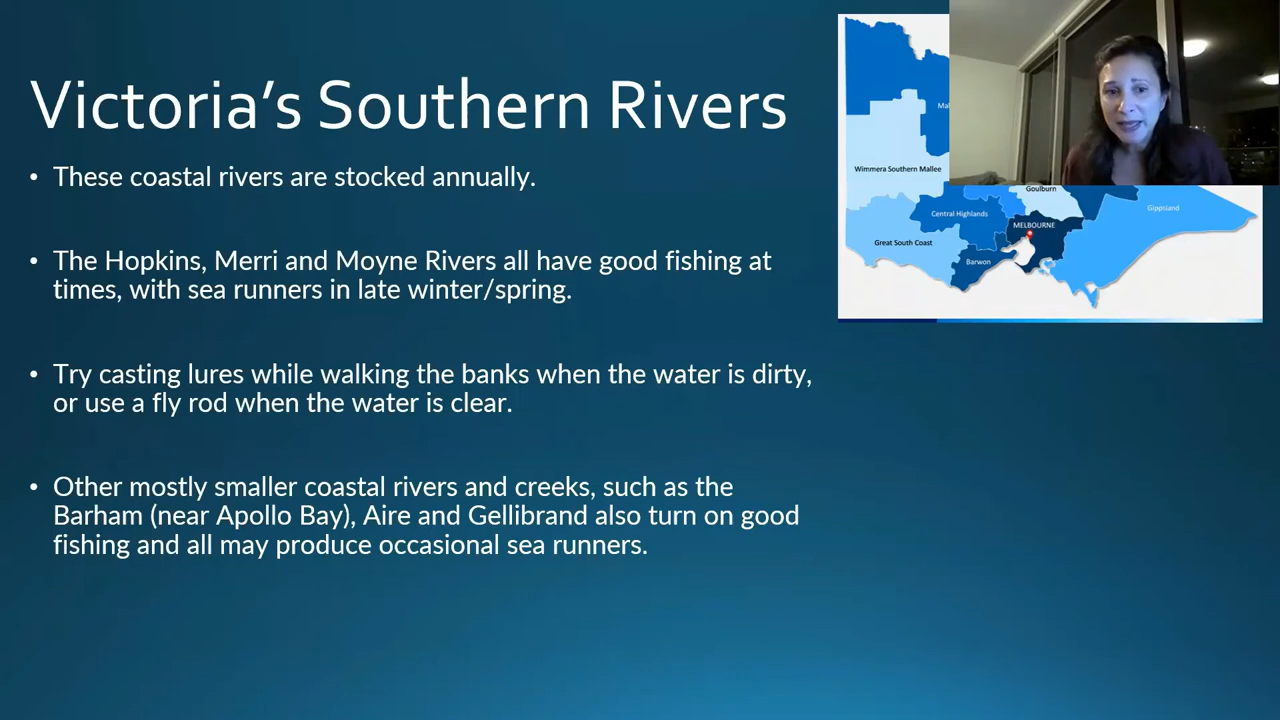 Victoria’s Southern Rivers
• These coastal rivers are stocked annually.
• The Hopkins, Merri and Moyne Rivers all have good fishing at
times, with sea runners in late winter/spring.
• Try casting lures while walking the banks when the water is dirty,
or use a fly rod when the water is clear.
• Other mostly smaller coastal rivers and creeks, such as the
Barham (near Apollo Bay), Aire and Gellibrand also turn on good
fishing and all may produce occasional sea runners.
Wimmera Southern Mallee
Goulburn
Gippsland
Central Highlands
MELBOURNE
Great South Coast
Barwon